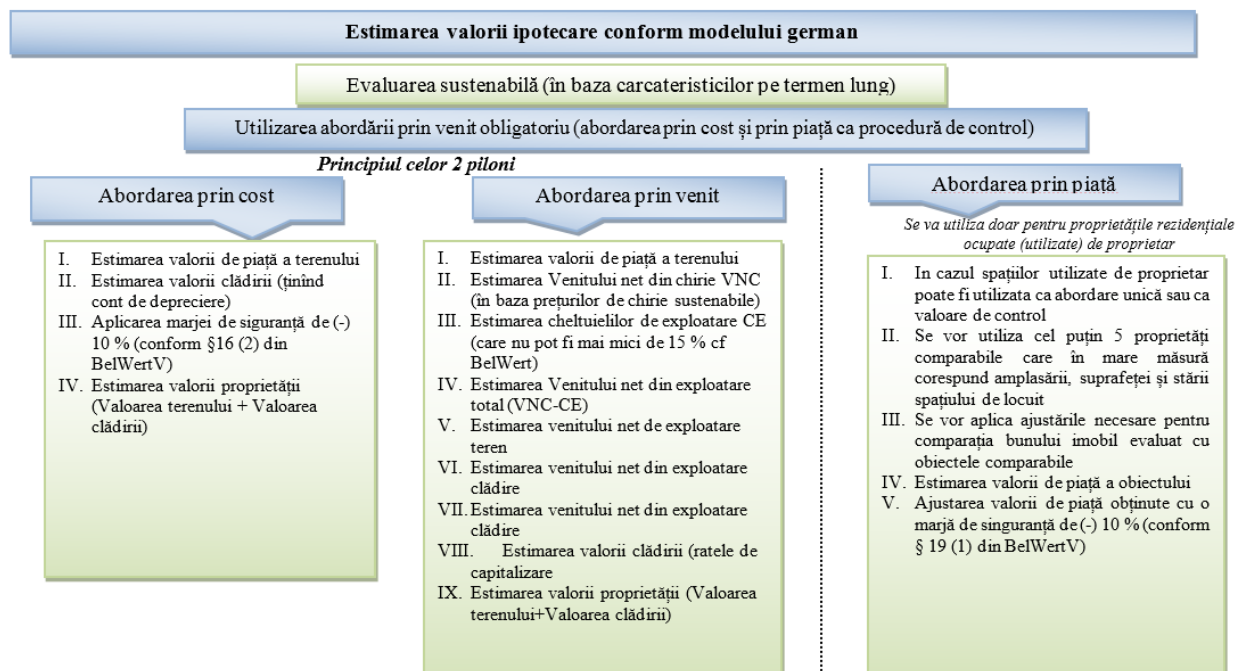 Estimarea valorii ipotecare conform modelului german
Evaluarea sustenabilă (în baza carcateristicilor pe termen lung)
Utilizarea abordării prin venit obligatoriu (abordarea prin cost și prin piață ca procedură de control)
Principiul celor 2 piloni
Abordarea prin cost
I. Estimarea valorii de piață a terenului
II. Estimarea valorii clădirii (ținînd
cont de depreciere)
III. Aplicarea marjei de siguranță de (-)
10 % (conform §16 (2) din
BelWertV)
IV. Estimarea valorii proprietății
(Valoarea terenului + Valoarea
clădirii)
Abordarea prin venit
I. Estimarea valorii de piață a terenului
II. Estimarea Venitului net din chirie VNC
(în baza prețurilor de chirie sustenabile)
III. Estimarea cheltuielilor de exploatare CE
(care nu pot fi mai mici de 15 % cf
BelWert)
IV. Estimarea Venitului net din exploatare
total (VNC-CE)
V. Estimarea venitului net de exploatare
teren
VI. Estimarea venitului net din exploatare
clădire
VII. Estimarea venitului net din exploatare
clădire
VIII. Estimarea valorii clădirii (ratele de
capitalizare
IX. Estimarea valorii proprietății (Valoarea
terenului+Valoarea clădirii)
Abordarea prin piață
Se va utiliza doar pentru proprietățile rezidențiale
ocupate (utilizate) de proprietar
I. In cazul spațiilor utilizate de proprietar
poate fi utilizata ca abordare unică sau ca
valoare de control
II. Se vor utiliza cel puțin 5 proprietăți
comparabile care în mare măsură
corespund amplasării, suprafeței și stării
spațiului de locuit
III. Se vor aplica ajustările necesare pentru
comparația bunului imobil evaluat cu
obiectele comparabile
IV. Estimarea valorii de piață a obiectului
V. Ajustarea valorii de piață obținute cu o
marjă de singuranță de (-) 10 % (conform
§ 19 (1) din BelWertV)